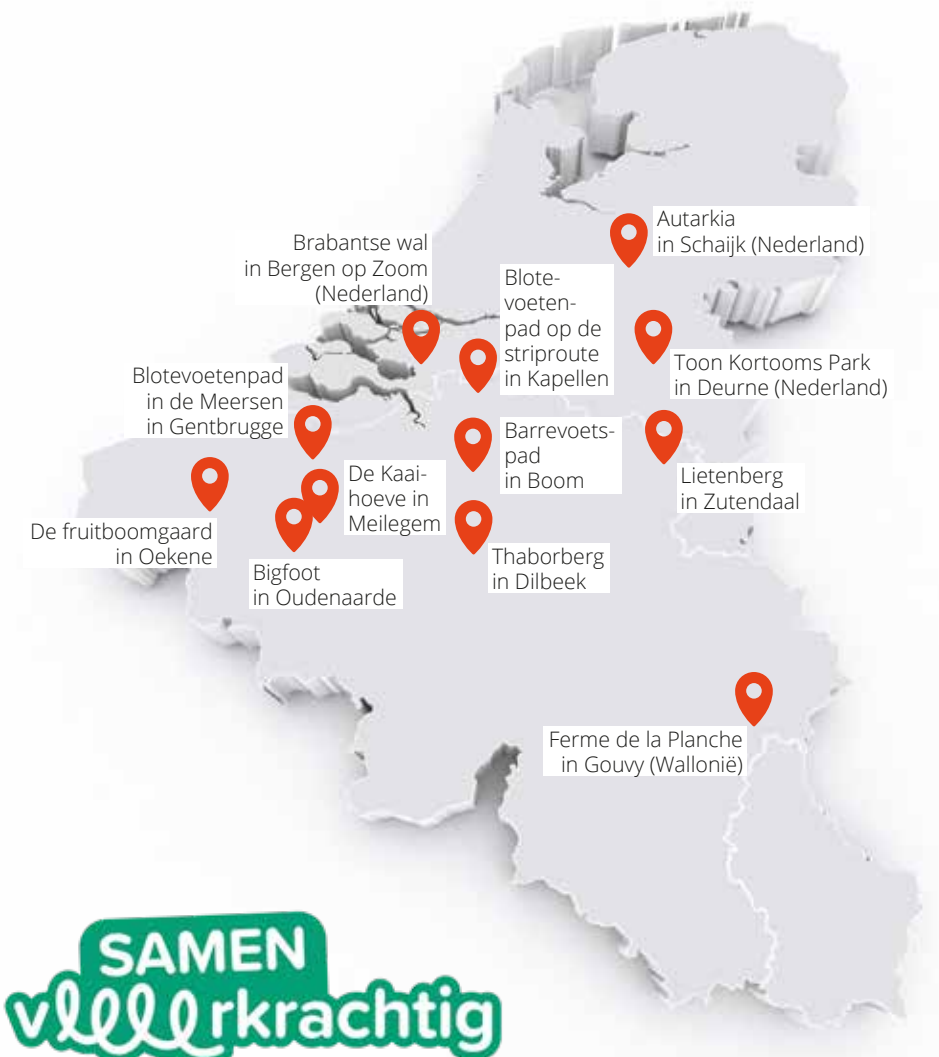 Autarkia
in Schaijk (Nederland)
Brabantse wal
in Bergen op Zoom
(Nederland)
Blote-
voeten-
pad op de
striproute
in Kapellen
Toon Kortooms Park
in Deurne (Nederland)
Blotevoetenpad
in de Meersen
in Gentbrugge
Barrevoets-
pad
in Boom
De Kaai-
hoeve in
Meilegem
Lietenberg
in Zutendaal
De fruitboomgaard
in Oekene
Bigfoot
in Oudenaarde
Thaborberg
in Dilbeek
Ferme de la Planche
in Gouvy (Wallonië)
SAMEN
veeerkrachtig